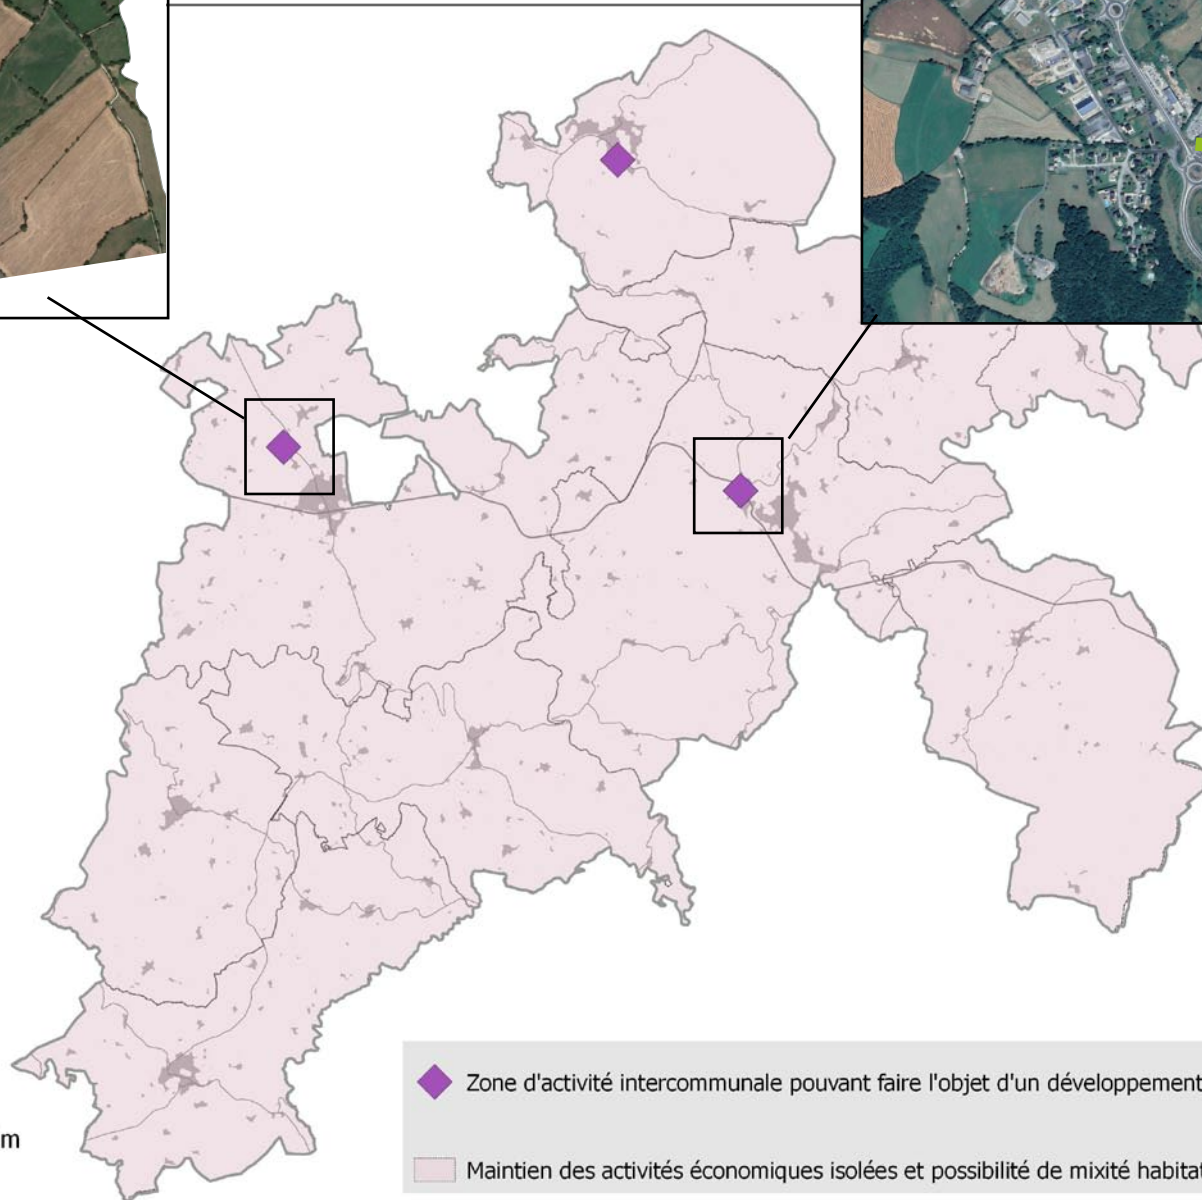 Zone d'activité intercommunale pouvant faire l'objet d'un développement
m
Maintien des activités économiques isolées et possibilité de mixité habitat